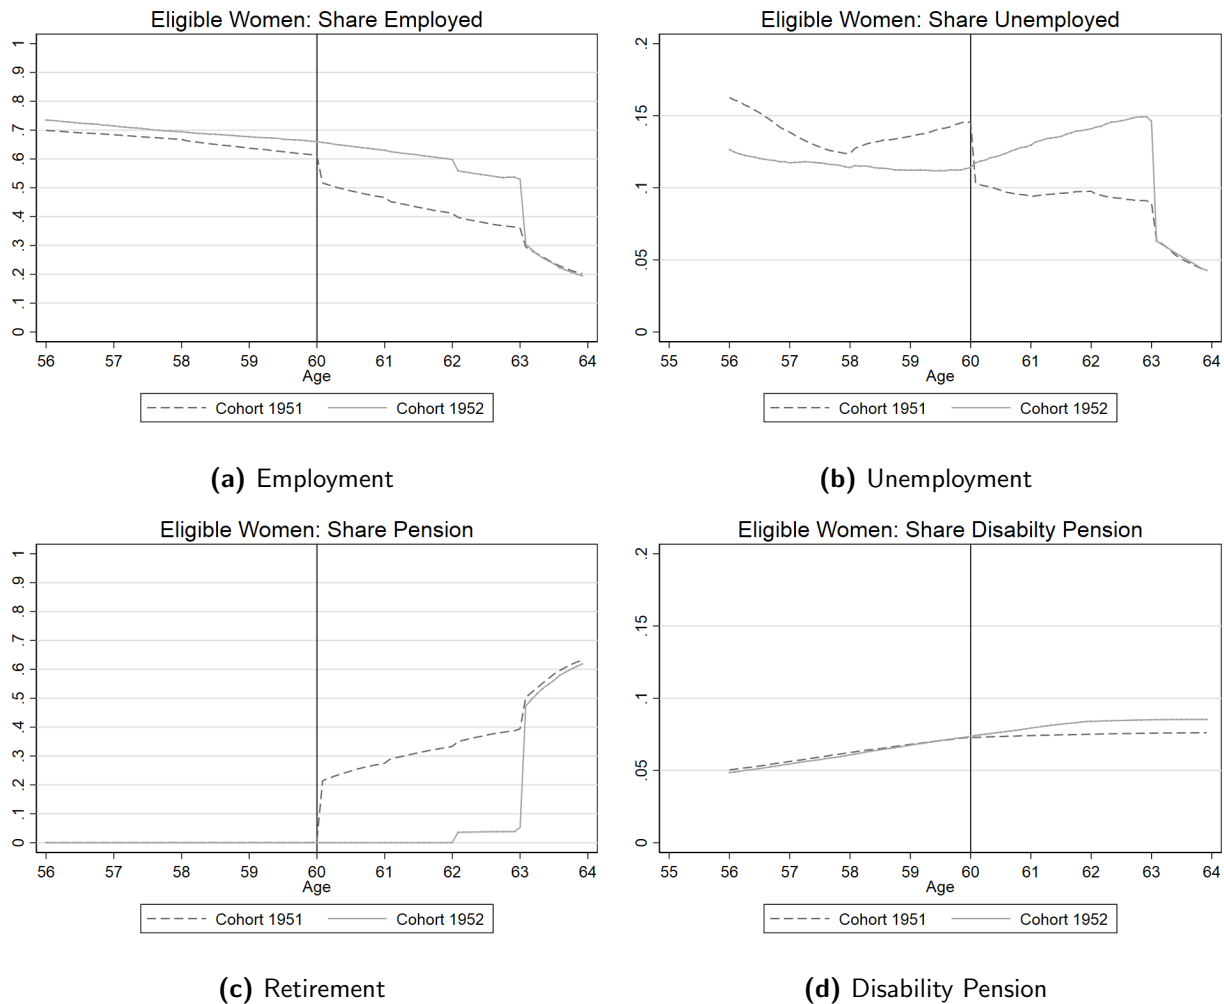 Eligible Women: Share Employed
1
.9
.8
.7
.6
.5
.4
.3
.2
.1
0
56 57 58 59 60 61 62 63 64
Age
Cohort 1951 Cohort 1952
(a) Employment
Eligible Women: Share Unemployed
.2
.15
.1
.05
0
55 56 57 58 59 60 61 62 63 64
Age
Cohort 1951 Cohort 1952
(b) Unemployment
Eligible Women: Share Pension
1
.9
.8
.7
.6
.5
.4
.3
.2
.1
0
56 57 58 59 60 61 62 63 64
Age
Cohort 1951 Cohort 1952
(c) Retirement
Eligible Women: Share Disabilty Pension
.2
.15
.1
.05
0
55 56 57 58 59 60 61 62 63 64
Age
Cohort 1951 Cohort 1952
(d) Disability Pension